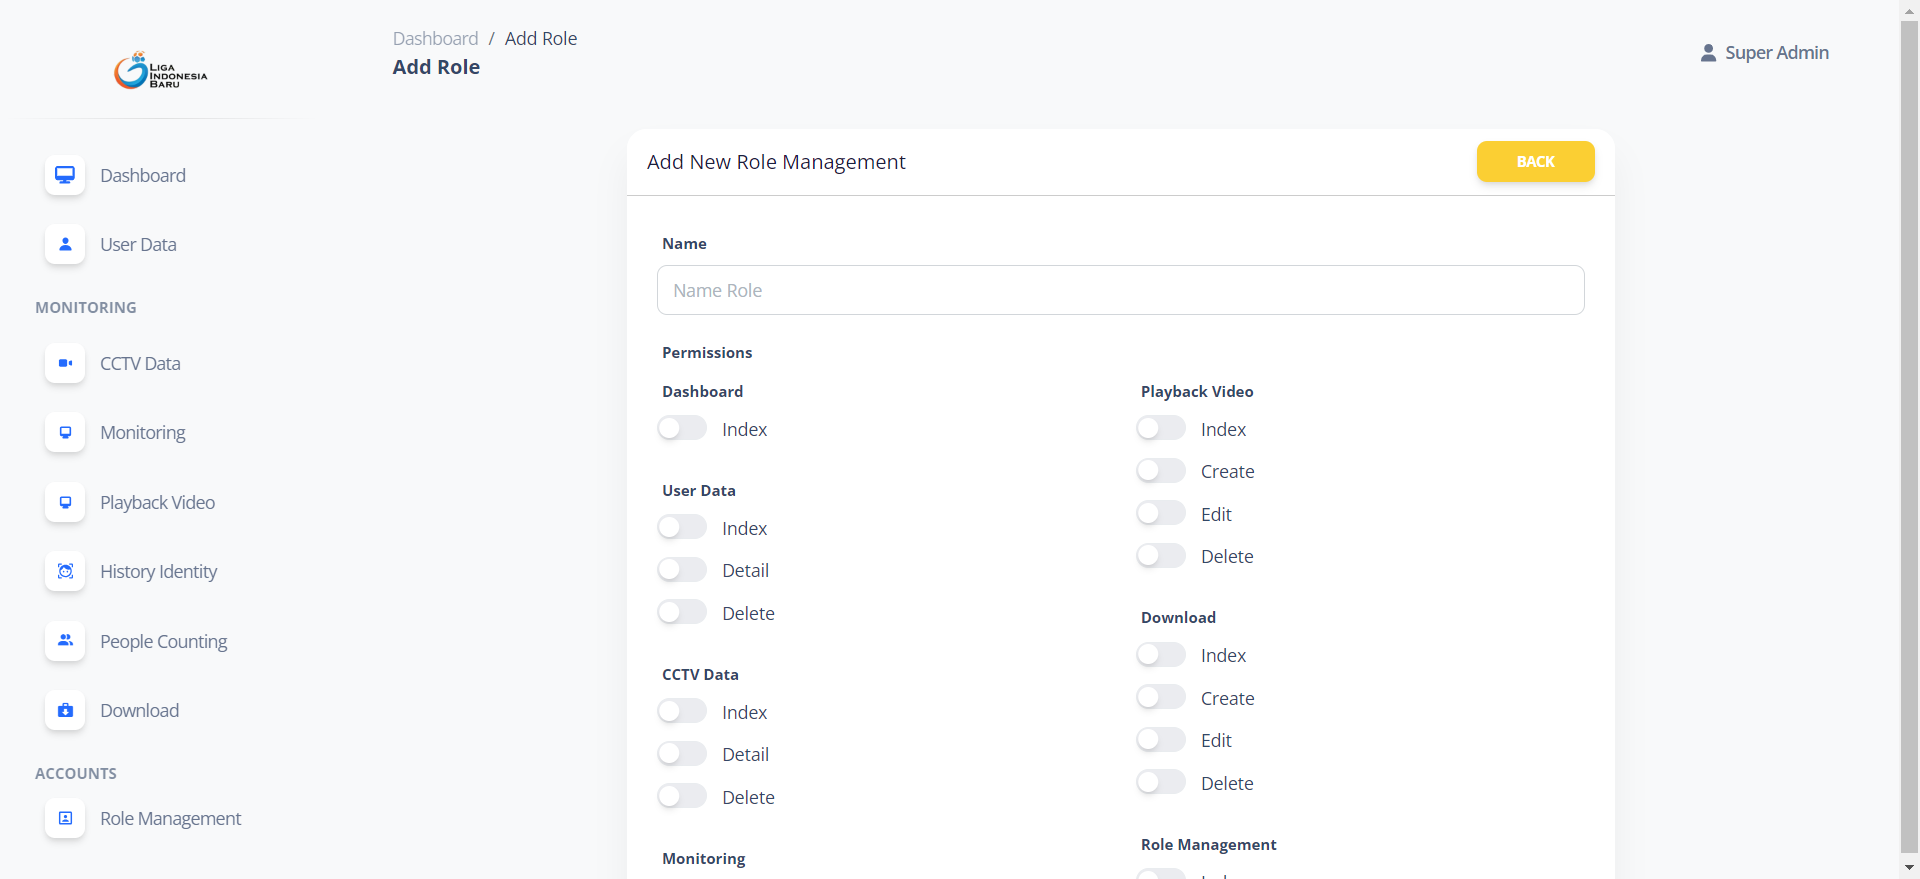 LIGA
INDONESIA
BARU
Dashboard / Add Role
Add Role
Super Admin
Dashboard
User Data
MONITORING
CCTV Data
Monitoring
Playback Video
History Identity
People Counting
Download
ACCOUNTS
Role Management
Add New Role Management
BACK
Name
Name Role
Permissions
Dashboard
Index
User Data
Index
Detail
Delete
CCTV Data
Index
Detail
Delete
Monitoring
Playback Video
Index
Create
Edit
Delete
Download
Index
Create
Edit
Delete
Role Management